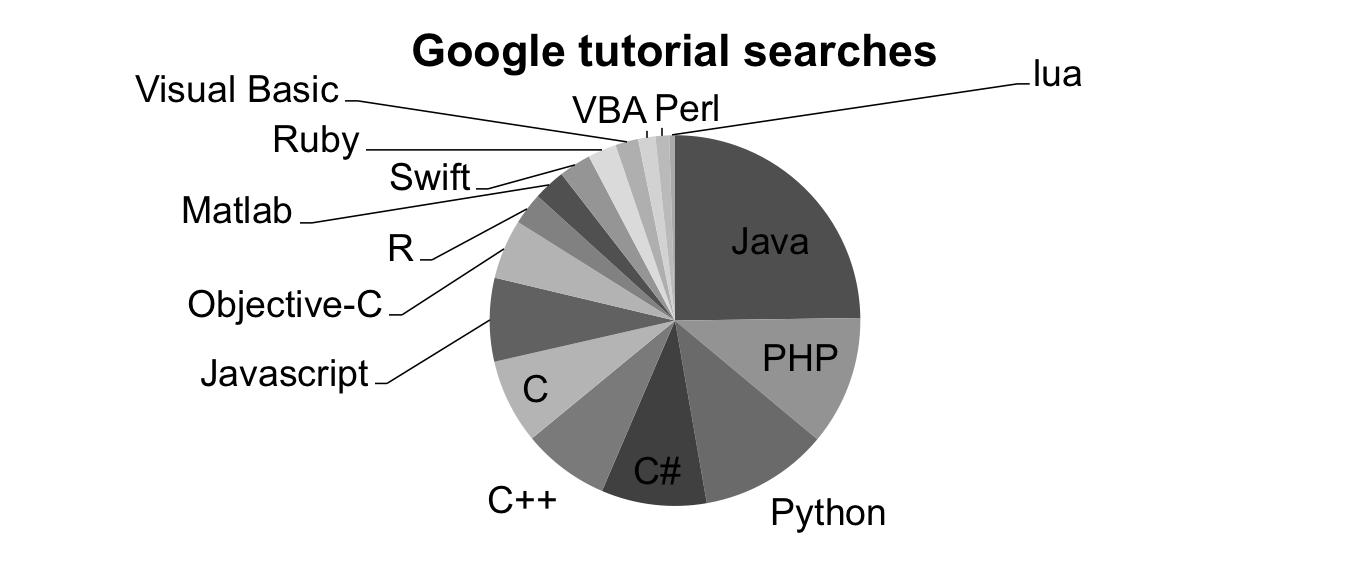 Google tutorial searches
lua
Visual Basic
VBA
Perl
Ruby
Swift
Matlab
R
Java
Objective-C
PHP
Javascript
C
C#
C++
Python